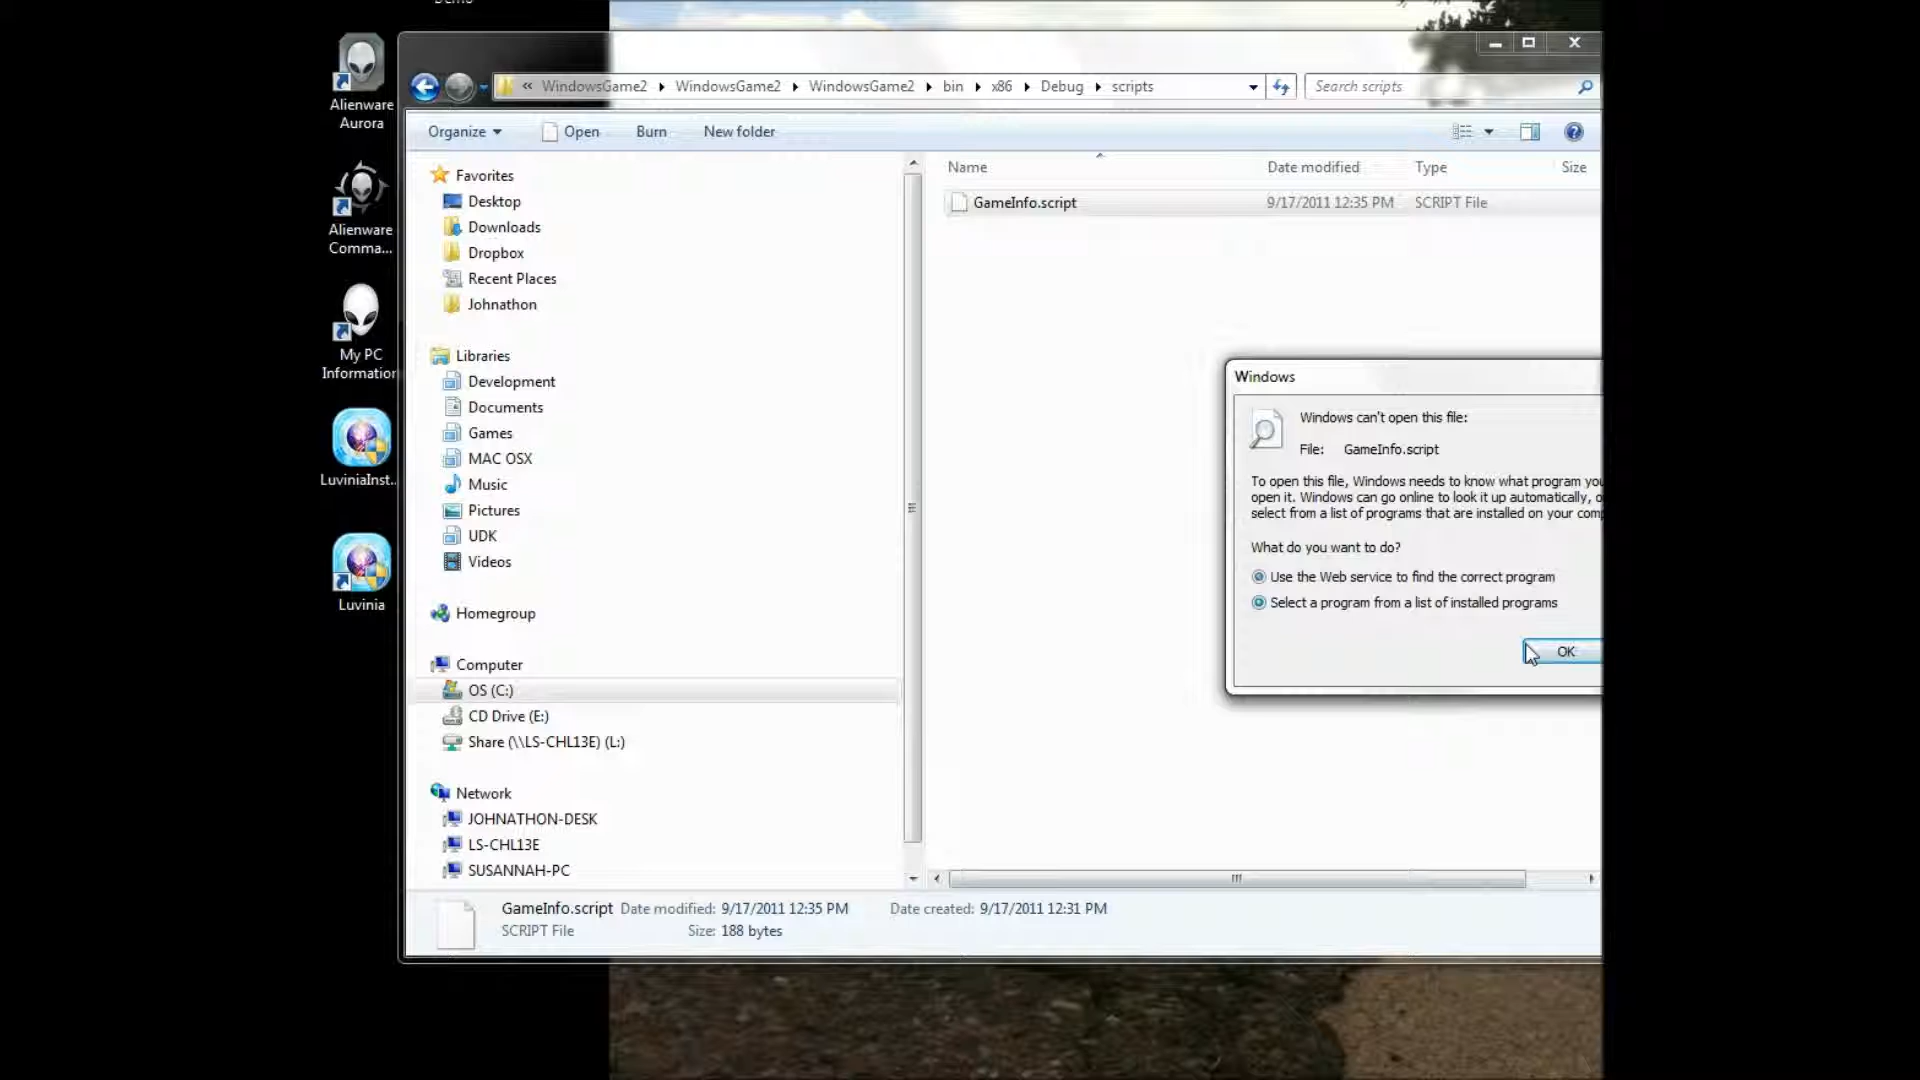 Demo
Alienware
Aurora
Alienware
Comma...
My PC
Information
LuviniaInst...
Luvinia
« WindowsGame2 WindowsGame2 WindowsGame2 bin x86 Debug scripts
Search scripts
Organize Open Burn New folder
Favorites
Desktop
Downloads
Dropbox
Recent Places
Johnathon
Libraries
Development
Documents
Games
MAC OSX
Music
Pictures
UDK
Videos
Homegroup
Computer
OS (C:)
CD Drive (E:)
Share (\\LS-CHL13E) (L:)
Network
JOHNATHON-DESK
LS-CHL13E
SUSANNAH-PC
Name Date modified Type Size
GameInfo.script 9/17/2011 12:35 PM SCRIPT File
Windows
Windows can't open this file:
File: GameInfo.script
To open this file, Windows needs to know what program you
open it. Windows can go online to look it up automatically, o
select from a list of programs that are installed on your comp
What do you want to do?
Use the Web service to find the correct program
Select a program from a list of installed programs
OK
GameInfo.script Date modified: 9/17/2011 12:35 PM Date created: 9/17/2011 12:31 PM
SCRIPT File Size: 188 bytes